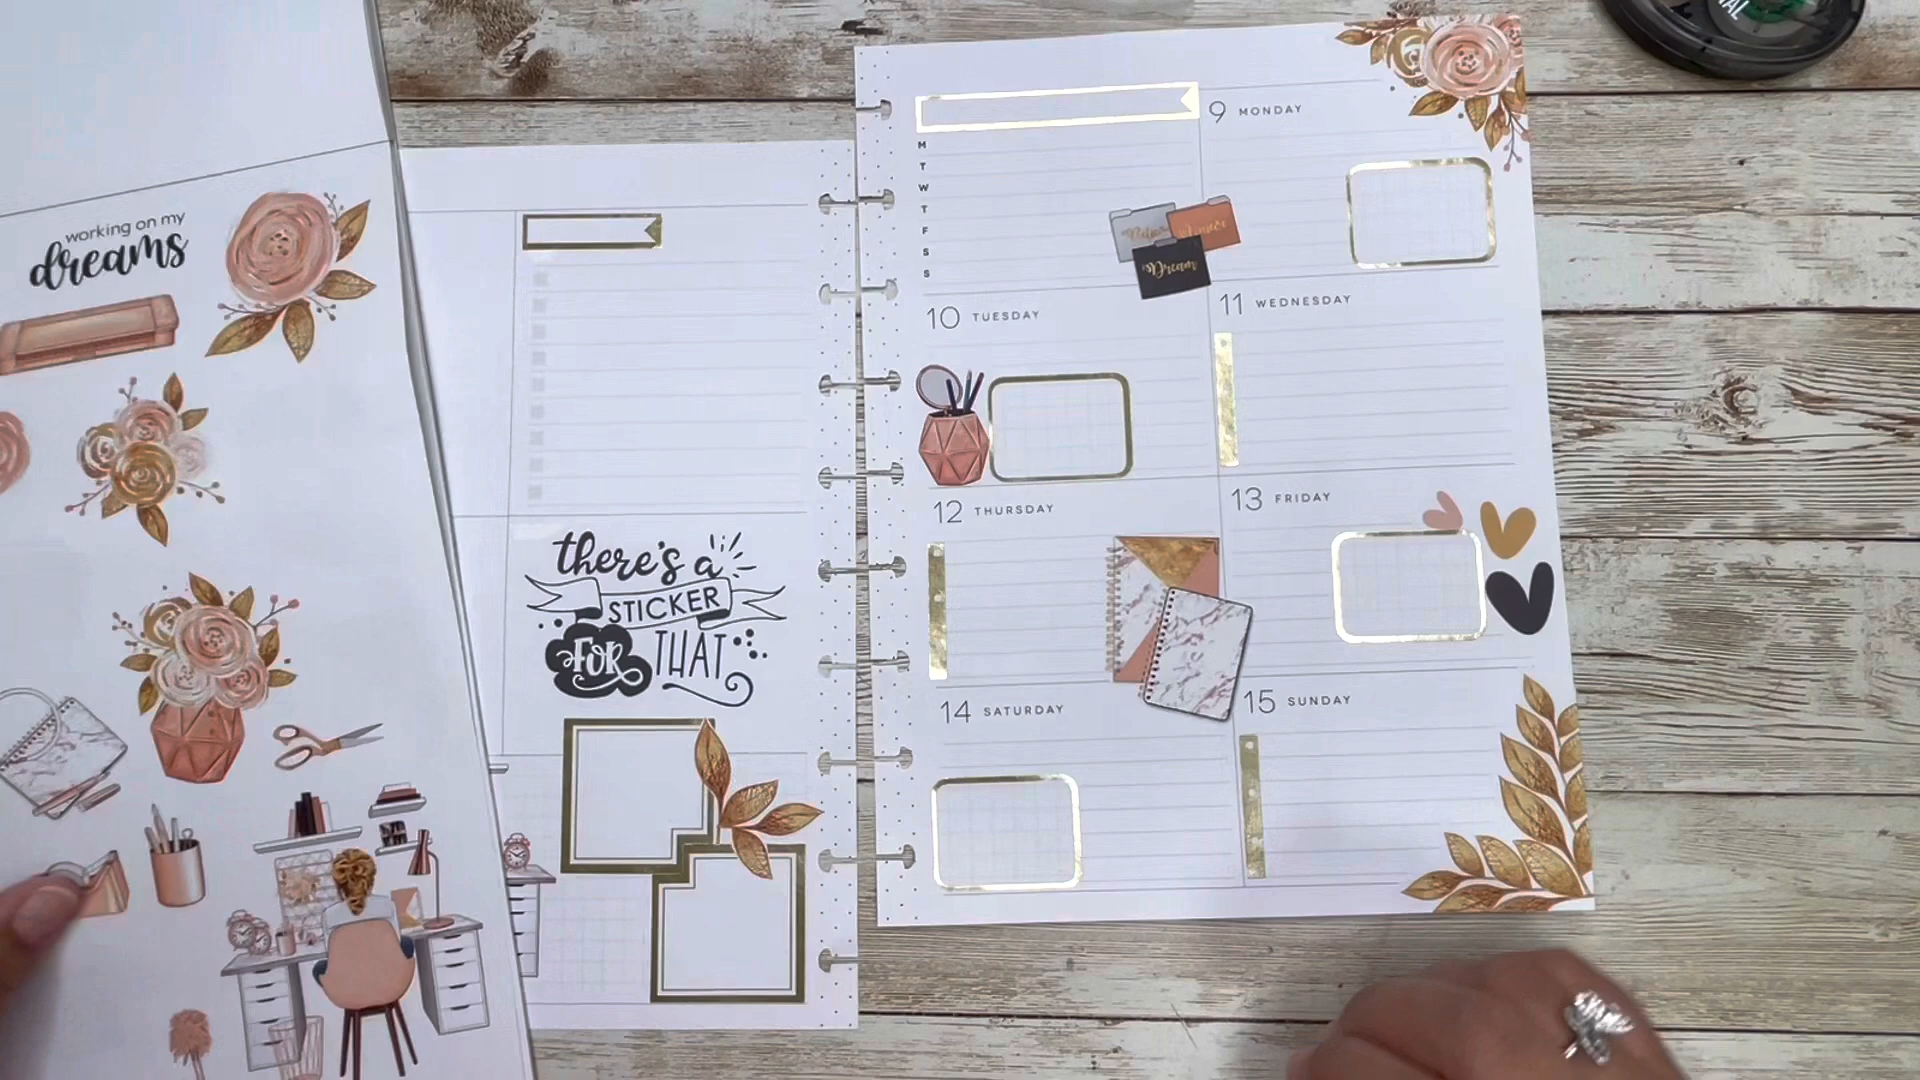 working on my
dreams
there's a
STICKER
FOR THAT
M
T
W
T
F
S
S
9 MONDAY
Dream
10 TUESDAY
11 WEDNESDAY
12 THURSDAY
13 FRIDAY
14 SATURDAY
15 SUNDAY